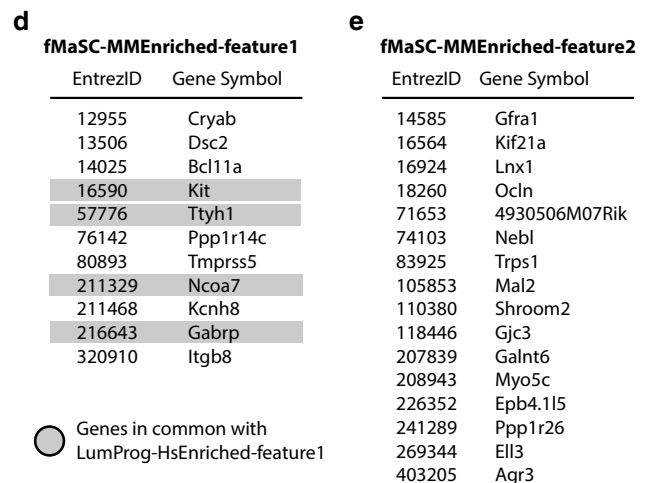 d
fMaSC-MMEnriched-feature1
EntrezID Gene Symbol
12955 Cryab
13506 Dsc2
14025 Bcl11a
16590 Kit
57776 Ttyh1
76142 Ppp1r14c
80893 Tmprss5
211329 Ncoa7
211468 Kcnh8
216643 Gabrp
320910 Itgb8
Genes in common with
LumProg-HsEnriched-feature1
e
fMaSC-MMEnriched-feature2
EntrezID Gene Symbol
14585 Gfra1
16564 Kif21a
16924 Lnx1
18260 Ocln
71653 4930506M07Rik
74103 Nebl
83925 Trps1
105853 Mal2
110380 Shroom2
118446 Gjc3
207839 Galnt6
208943 Myo5c
226352 Epb4.1l5
241289 Ppp1r26
269344 Ell3
403205 Agr3